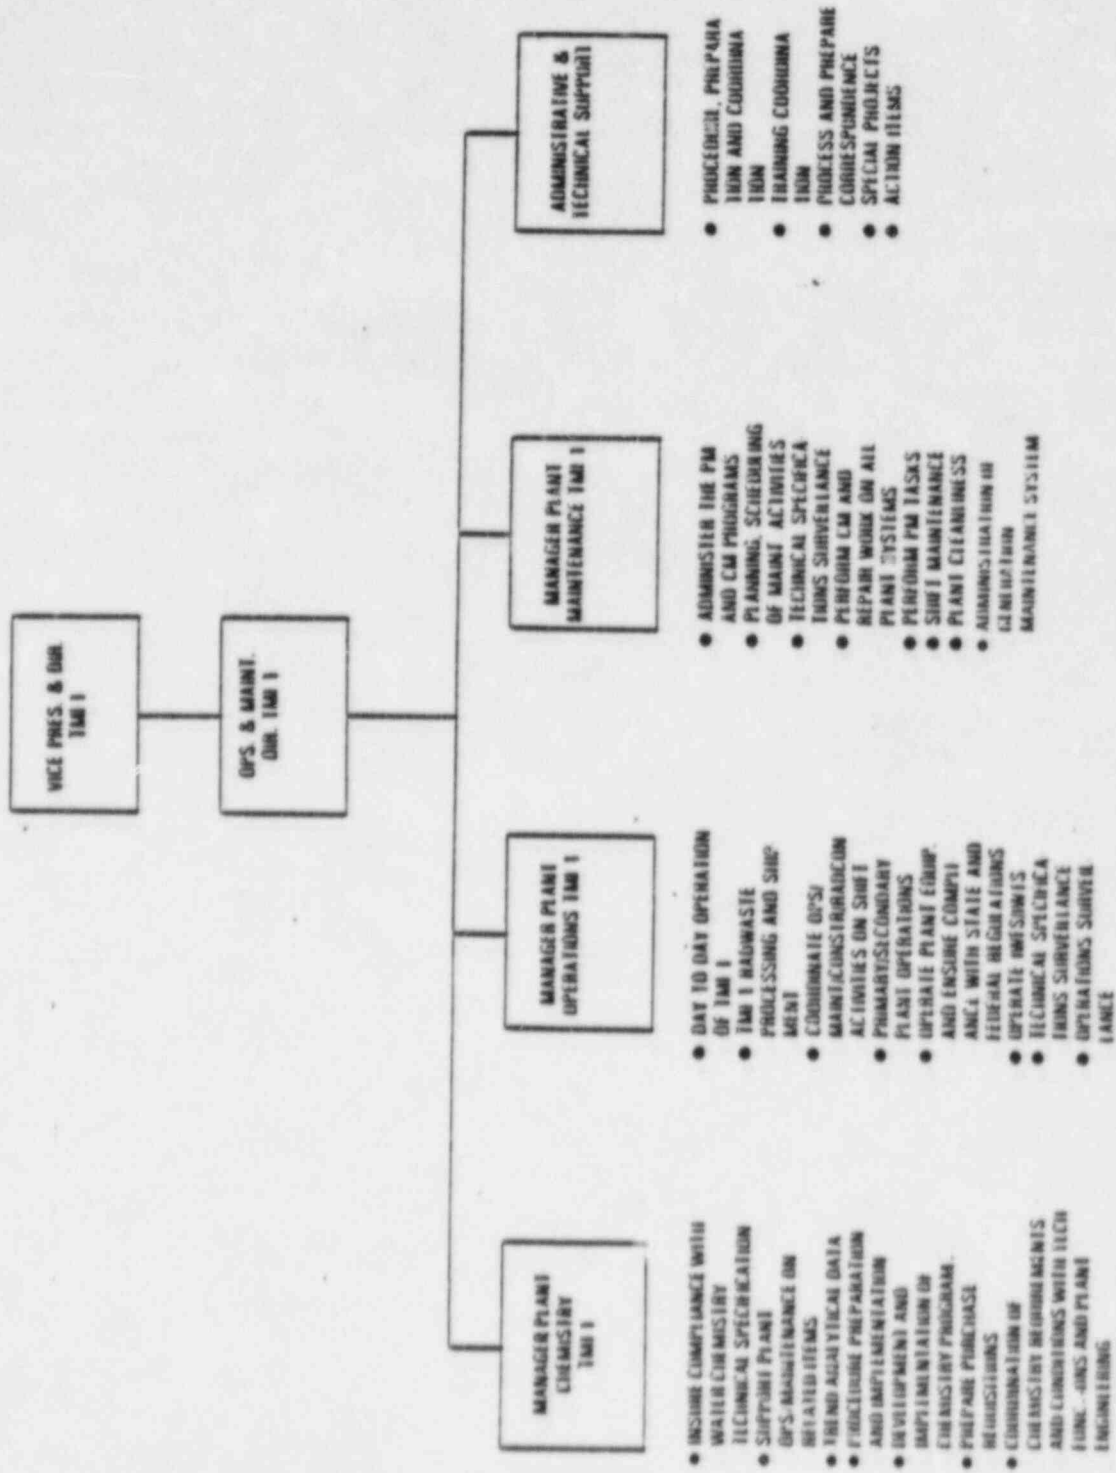 VICE PRES. & DIR.
TMI 1
OPS. & MAINT.
DIR. TMI 1
MANAGER PLANT
CHEMISTRY
TMI 1
● INSURE COMPLIANCE WITH
WATER CHEMISTRY
TECHNICAL SPECIFICATION
● SUPPORT PLANT
OPS-MAINTENANCE ON
RELATED ITEMS
● TREND ANALYTICAL DATA
● PROCEDURE PREPARATION
AND IMPLEMENTATION
● DEVELOPMENT AND
IMPLEMENTATION OF
CHEMISTRY PROGRAM.
● PREPARE PURCHASE
REQUISITIONS
● COORDINATION OF
CHEMISTRY REQUIREMENTS
AND CONDITIONS WITH TECH
AND PLANT
ENGINEERING
MANAGER PLANT
OPERATIONS TMI 1
● DAY TO DAY OPERATION
OF TMI 1
● TMI 1 RADWASTE
PROCESSING AND SHIP-
MENT
● COORDINATE OPS/
MAINT/CONSTR/RADCON
ACTIVITIES ON SHIFT
● PRIMARY/SECONDARY
PLANT OPERATIONS
● OPERATE PLANT EQUIP.
AND ENSURE COMPLI
ANCE WITH STATE AND
FEDERAL REGULATIONS
● OPERATE
● TECHNICAL SPECIFICA
TIONS SURVEILLANCE
● OPERATIONS SURVEIL
LANCE
MANAGER PLANT
MAINTENANCE TMI 1
● ADMINISTER THE PM
AND CM PROGRAMS
● PLANNING, SCHEDULING
OF MAINT ACTIVITIES
● TECHNICAL SPECIFICA
TIONS SURVEILLANCE
● PERFORM CM AND
REPAIR WORK ON ALL
PLANT SYSTEMS
● PERFORM PM TASKS
● SHIFT MAINTENANCE
● PLANT CLEANLINESS
● ADMINISTRATION OF
GENERATION
MAINTENANCE SYSTEM
ADMINISTRATIVE &
TECHNICAL SUPPORT
● PROCEDURE, PREPARA
TION AND COORDINA
TION
● TRAINING COORDINA
TION
● PROCESS AND PREPARE
CORRESPONDENCE
● SPECIAL PROJECTS
● ACTION ITEMS